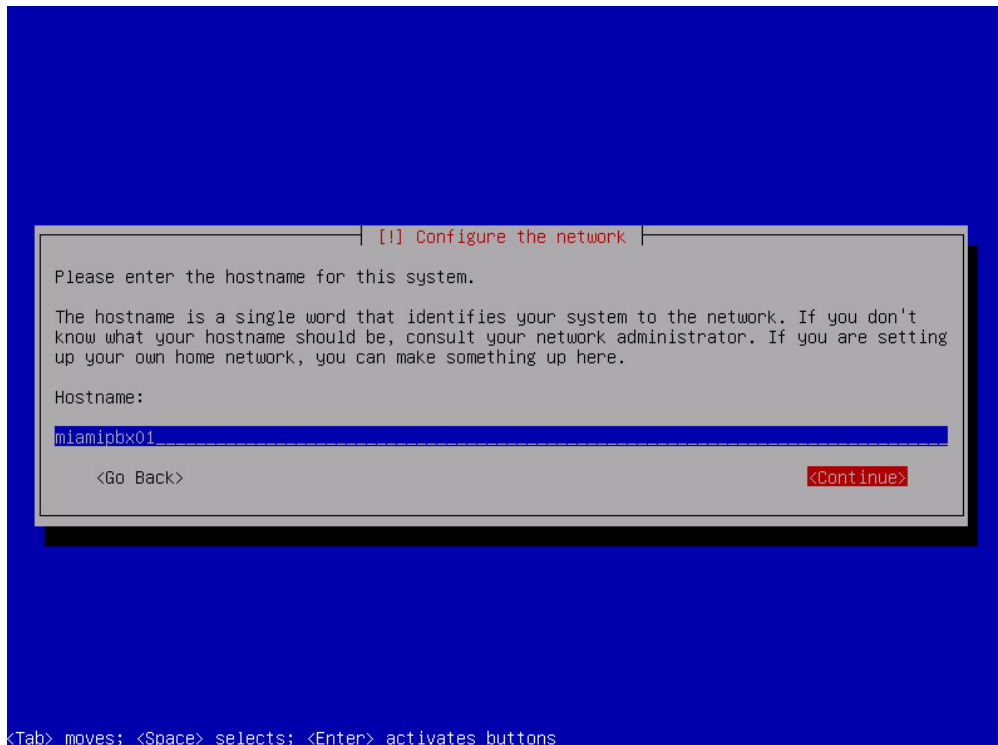 [!] Configure the network
Please enter the hostname for this system.
The hostname is a single word that identifies your system to the network. If you don't
know what your hostname should be, consult your network administrator. If you are setting
up your own home network, you can make something up here.
Hostname:
miamipbx01
<Go Back> <Continue>
<Tab> moves; <Space> selects; <Enter> activates buttons